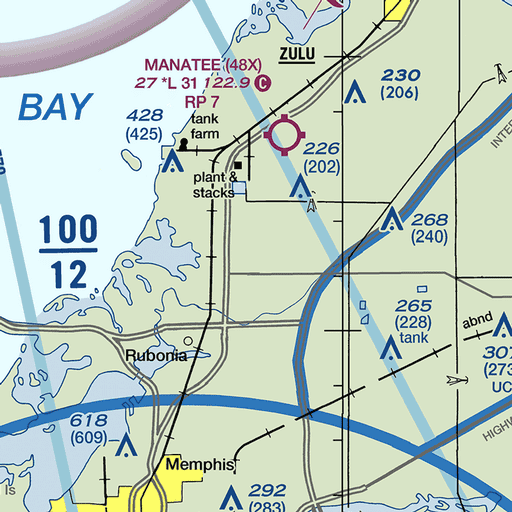 ZULU
MANATEE (48X)
27 *L 31 122.9 C
RP 7
230
(206)
BAY
428
(425)
tank
farm
226
(202)
plant &
stacks
268
(240)
100
12
265
(228)
tank
abnd
307
(273
UC
Rubonia
618
(609)
Memphis
292
(283)
INTER
HIGHW
Is